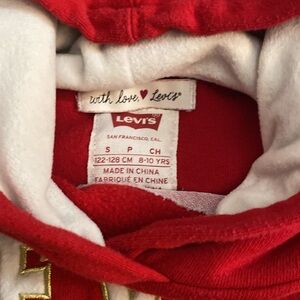 with love, ♥ Levi's
LEVI'S
SAN FRANCISCO, CAL.
S P CH
122-128 CM 8-10 YRS
MADE IN CHINA
FABRIQUÉ EN CHINE